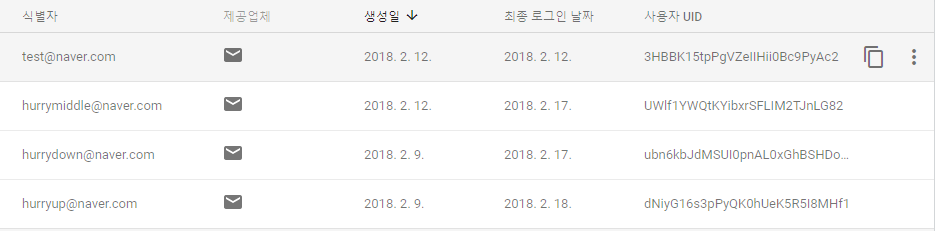 식별자 제공업체 생성일 최종 로그인 날짜 사용자 UID
test@naver.com 2018. 2. 12. 2018. 2. 12. 3HBBK15tpPgVZeIIHii0Bc9PyAc2
hurrymiddle@naver.com 2018. 2. 12. 2018. 2. 17. UWlf1YWQtKYibxrSFLIM2TJnLG82
hurrydown@naver.com 2018. 2. 9. 2018. 2. 17. ubn6kbJdMSUI0pnAL0xGhBSHDo…
hurryup@naver.com 2018. 2. 9. 2018. 2. 18. dNiyG16s3pPyQK0hUeK5R5I8MHf1